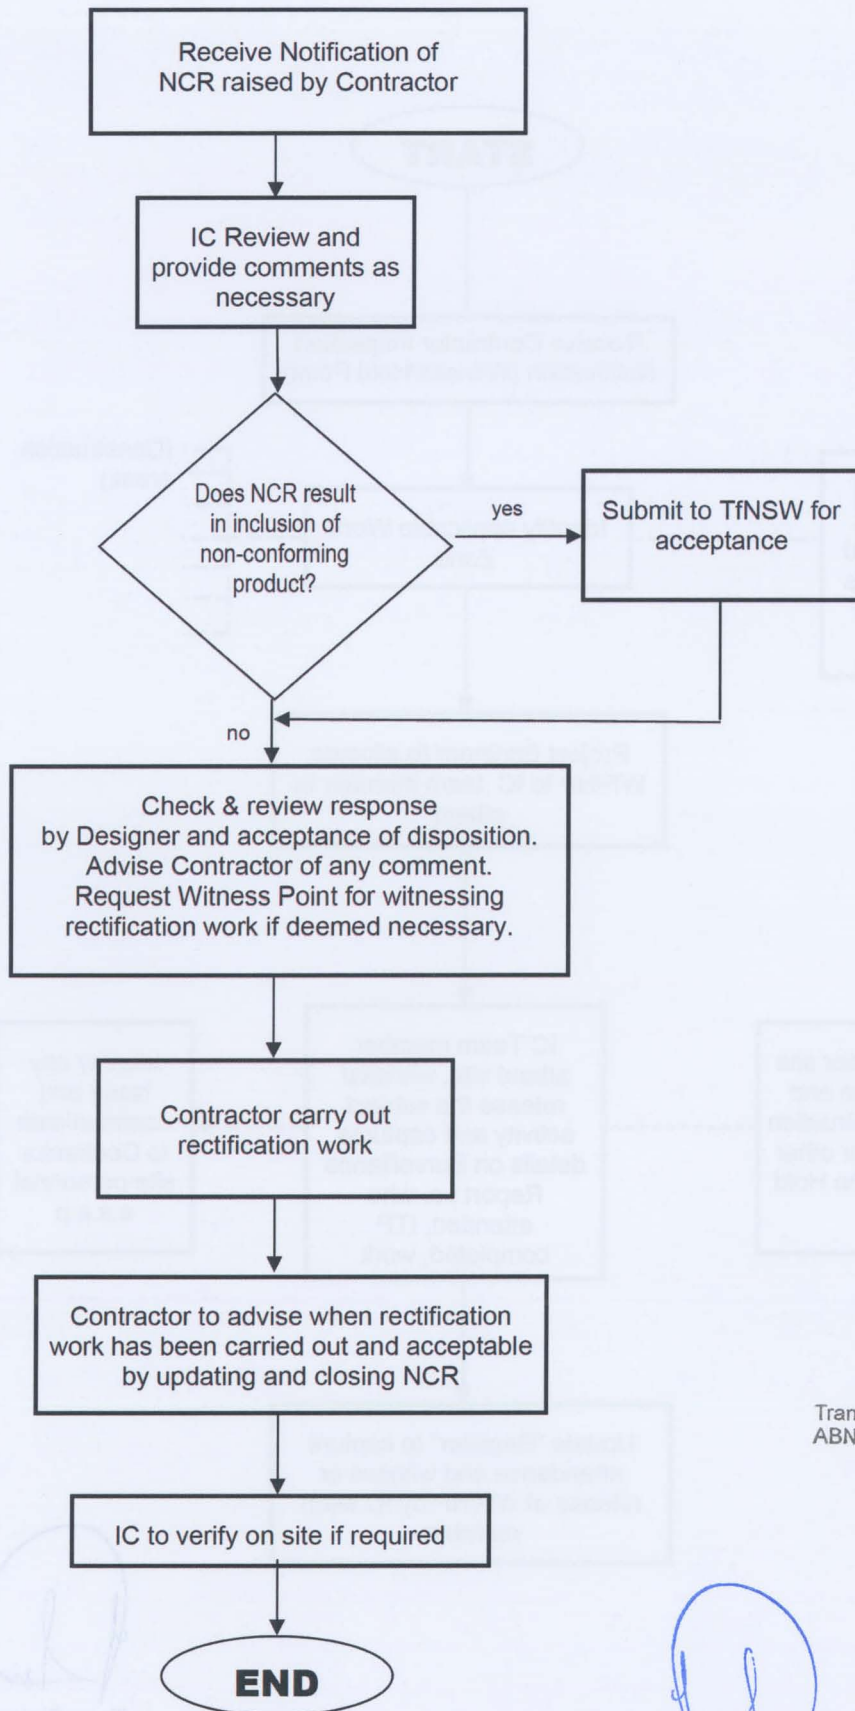 Receive Notification of
NCR raised by Contractor
IC Review and
provide comments as
necessary
Does NCR result
in inclusion of
non-conforming
product?
yes
Submit to TfNSW for
acceptance
no
Check & review response
by Designer and acceptance of disposition.
Advise Contractor of any comment.
Request Witness Point for witnessing
rectification work if deemed necessary.
Contractor carry out
rectification work
Contractor to advise when rectification
work has been carried out and acceptable
by updating and closing NCR
Tran
ABN
IC to verify on site if required
END